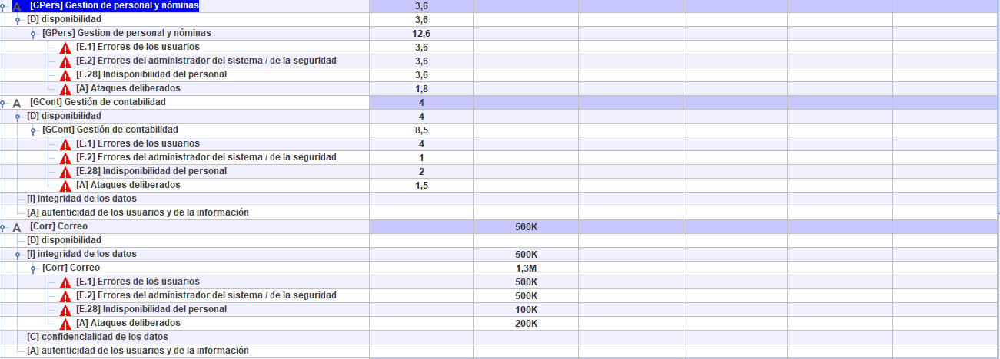 [GPers] Gestion de personal y nóminas 3,6
[D] disponibilidad 3,6
[GPers] Gestion de personal y nóminas 12,6
[E.1] Errores de los usuarios 3,6
[E.2] Errores del administrador del sistema / de la seguridad 3,6
[E.28] Indisponibilidad del personal 3,6
[A] Ataques deliberados 1,8
A [GCont] Gestión de contabilidad 4
[D] disponibilidad 4
[GCont] Gestión de contabilidad 8,5
[E.1] Errores de los usuarios 4
[E.2] Errores del administrador del sistema / de la seguridad 1
[E.28] Indisponibilidad del personal 2
[A] Ataques deliberados 1,5
[I] integridad de los datos
[A] autenticidad de los usuarios y de la información
A [Corr] Correo 500K
[D] disponibilidad
[I] integridad de los datos 500K
[Corr] Correo 1,3M
[E.1] Errores de los usuarios 500K
[E.2] Errores del administrador del sistema / de la seguridad 500K
[E.28] Indisponibilidad del personal 100K
[A] Ataques deliberados 200K
[C] confidencialidad de los datos
[A] autenticidad de los usuarios y de la información